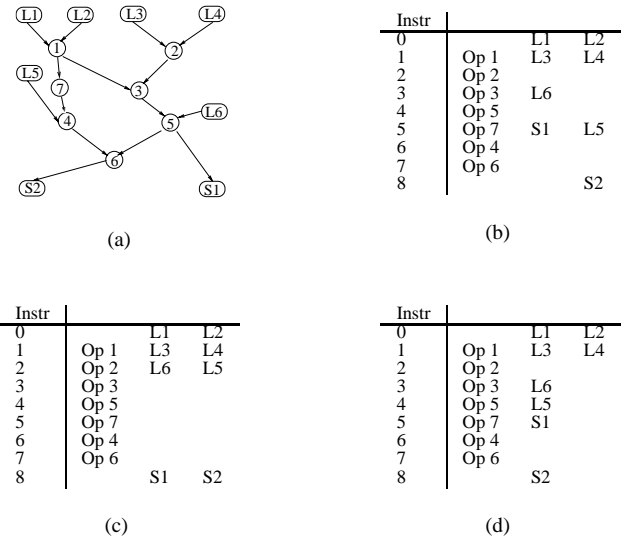 L1 L2 L3 L4
1 2
L5
7 3
L6
4 5
6
S2 S1
(a)
Instr
0 L1 L2
1 Op 1 L3 L4
2 Op 2
3 Op 3 L6
4 Op 5
5 Op 7 S1 L5
6 Op 4
7 Op 6
8 S2
(b)
Instr
0 L1 L2
1 Op 1 L3 L4
2 Op 2 L6 L5
3 Op 3
4 Op 5
5 Op 7
6 Op 4
7 Op 6
8 S1 S2
(c)
Instr
0 L1 L2
1 Op 1 L3 L4
2 Op 2
3 Op 3 L6
4 Op 5 L5
5 Op 7 S1
6 Op 4
7 Op 6
8 S2
(d)